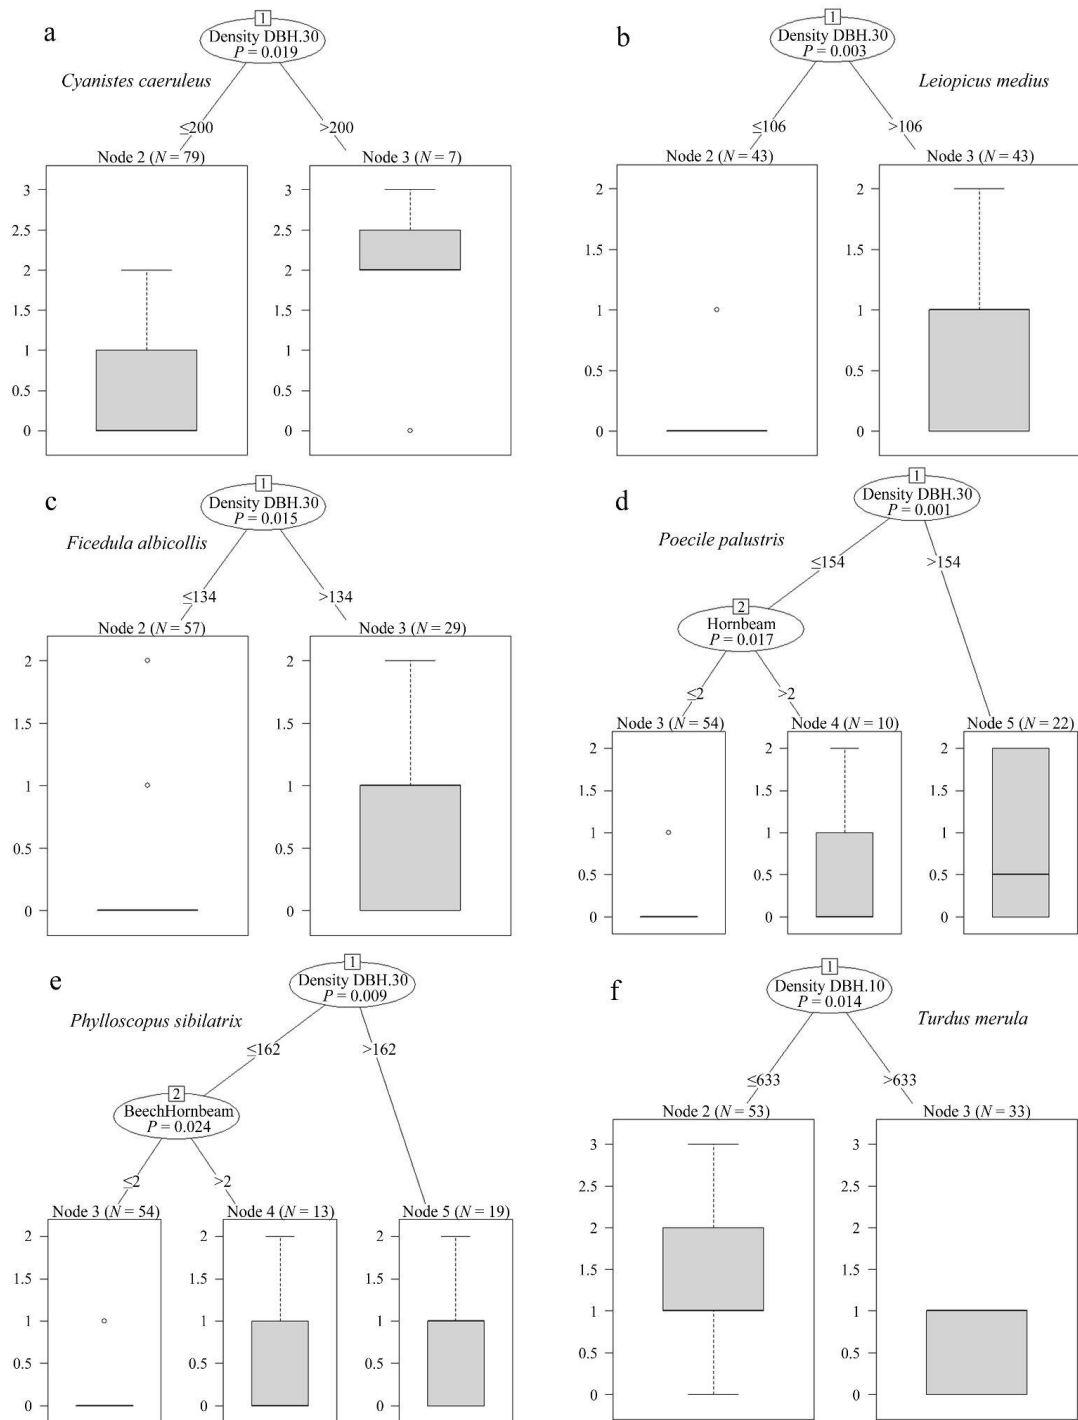 a
1
Density DBH.30
P = 0.019
Cyanistes caeruleus
≤200
>200
Node 2 (N = 79)
Node 3 (N = 7)
3
2.5
2
1.5
1
0.5
0
3
2.5
2
1.5
1
0.5
0
b
1
Density DBH.30
P = 0.003
Leiopicus medius
≤106
>106
Node 2 (N = 43)
Node 3 (N = 43)
2
1.5
1
0.5
0
2
1.5
1
0.5
0
c
1
Density DBH.30
P = 0.015
Ficedula albicollis
≤134
>134
Node 2 (N = 57)
Node 3 (N = 29)
2
1.5
1
0.5
0
2
1.5
1
0.5
0
d
1
Density DBH.30
P = 0.001
Poecile palustris
≤154
>154
2
Hornbeam
P = 0.017
≤2
>2
Node 3 (N = 54)
Node 4 (N = 10)
Node 5 (N = 22)
2
1.5
1
0.5
0
2
1.5
1
0.5
0
2
1.5
1
0.5
0
e
1
Density DBH.30
P = 0.009
Phylloscopus sibilatrix
≤162
>162
2
BeechHornbeam
P = 0.024
≤2
>2
Node 3 (N = 54)
Node 4 (N = 13)
Node 5 (N = 19)
2
1.5
1
0.5
0
2
1.5
1
0.5
0
2
1.5
1
0.5
0
f
1
Density DBH.10
P = 0.014
Turdus merula
≤633
>633
Node 2 (N = 53)
Node 3 (N = 33)
3
2.5
2
1.5
1
0.5
0
3
2.5
2
1.5
1
0.5
0